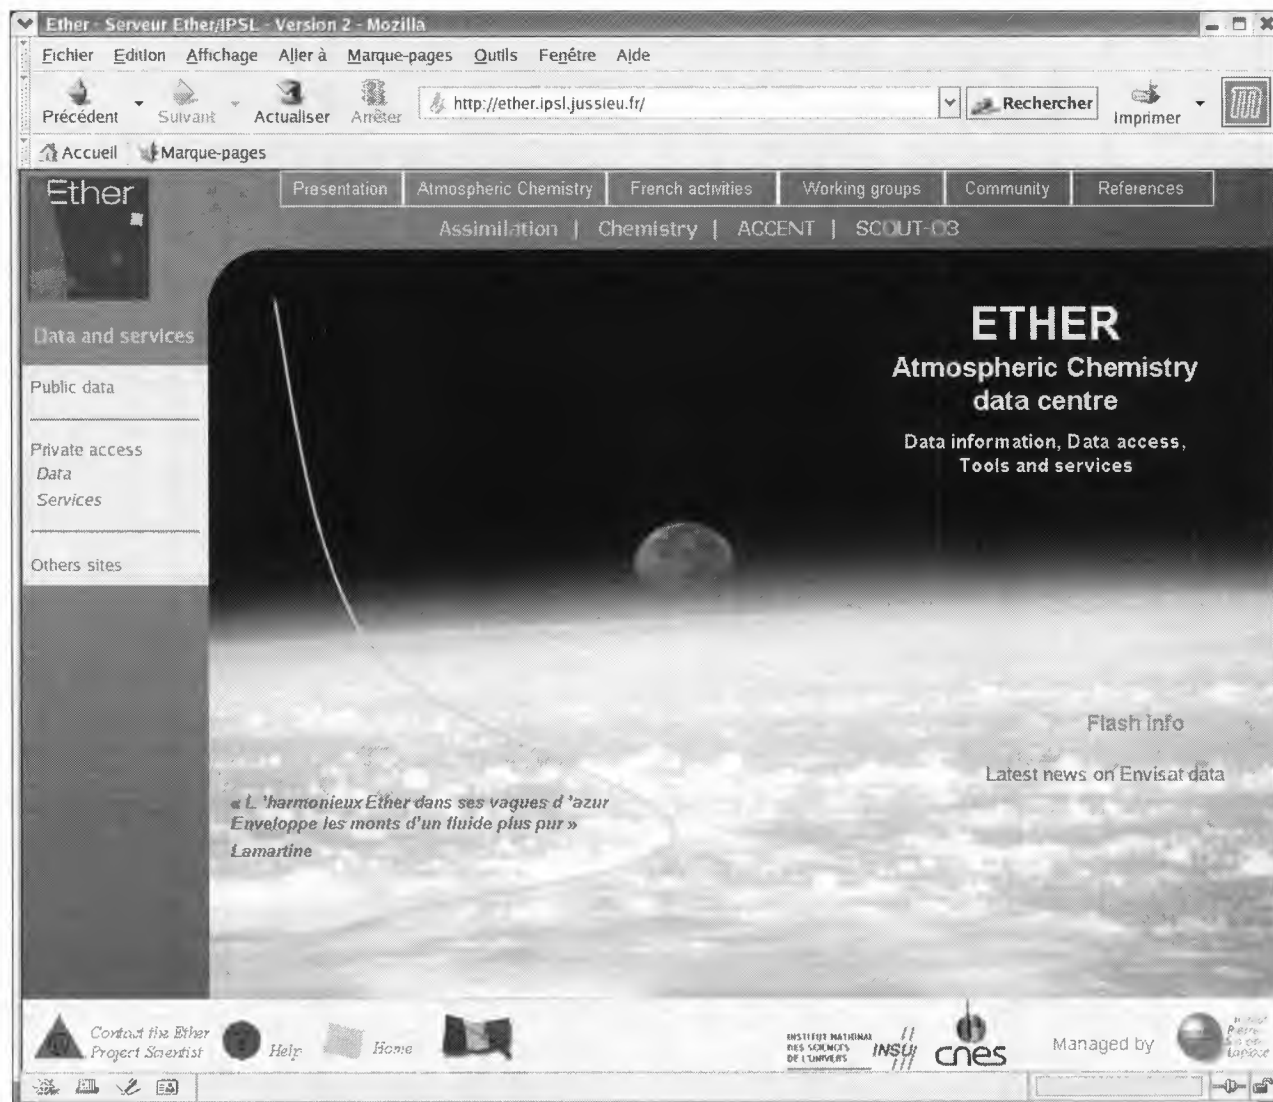 Ether - Serveur Ether/IPSL - Version 2 - Mozilla
Fichier Edition Affichage Aller à Marque-pages Outils Fenêtre Aide
Précédent Suivant Actualiser Arrêter http://ether.ipsl.jussieu.fr/ Rechercher Imprimer
Accueil Marque-pages
Ether
Presentation Atmospheric Chemistry French activities Working groups Community References
Assimilation | Chemistry | ACCENT | SCOUT-O3
Data and services
Public data
Private access
Data
Services
Others sites
ETHER
Atmospheric Chemistry
data centre
Data information, Data access,
Tools and services
Flash info
Latest news on Envisat data
« L 'harmonieux Ether dans ses vagues d 'azur
Enveloppe les monts d'un fluide plus pur »
Lamartine
Contact the Ether
Project Scientist
Help
Home
INSTITUT NATIONAL
DES SCIENCES
DE L'UNIVERS
INSU
cnes
Managed by
Institut
Pierre
Simon
Laplace